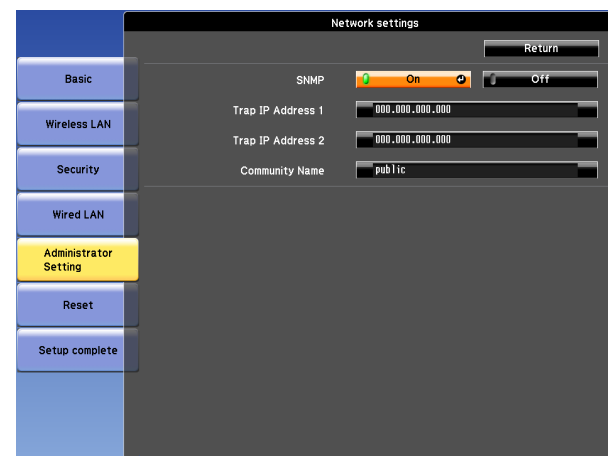 Network settings
Return
Basic
Wireless LAN
Security
Wired LAN
Administrator
Setting
Reset
Setup complete
SNMP On Off
Trap IP Address 1 000.000.000.000
Trap IP Address 2 000.000.000.000
Community Name public